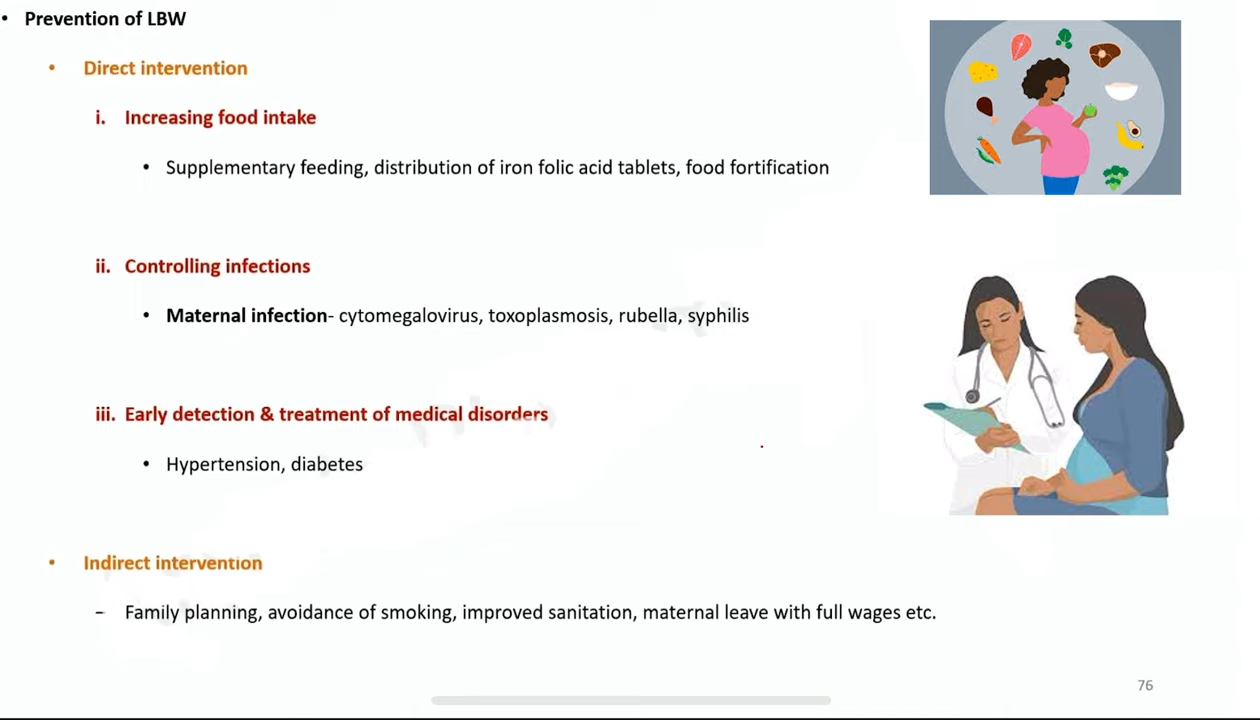 • Prevention of LBW
• Direct intervention
i. Increasing food intake
• Supplementary feeding, distribution of iron folic acid tablets, food fortification
ii. Controlling infections
• Maternal infection- cytomegalovirus, toxoplasmosis, rubella, syphilis
iii. Early detection & treatment of medical disorders
• Hypertension, diabetes
• Indirect intervention
– Family planning, avoidance of smoking, improved sanitation, maternal leave with full wages etc.
76